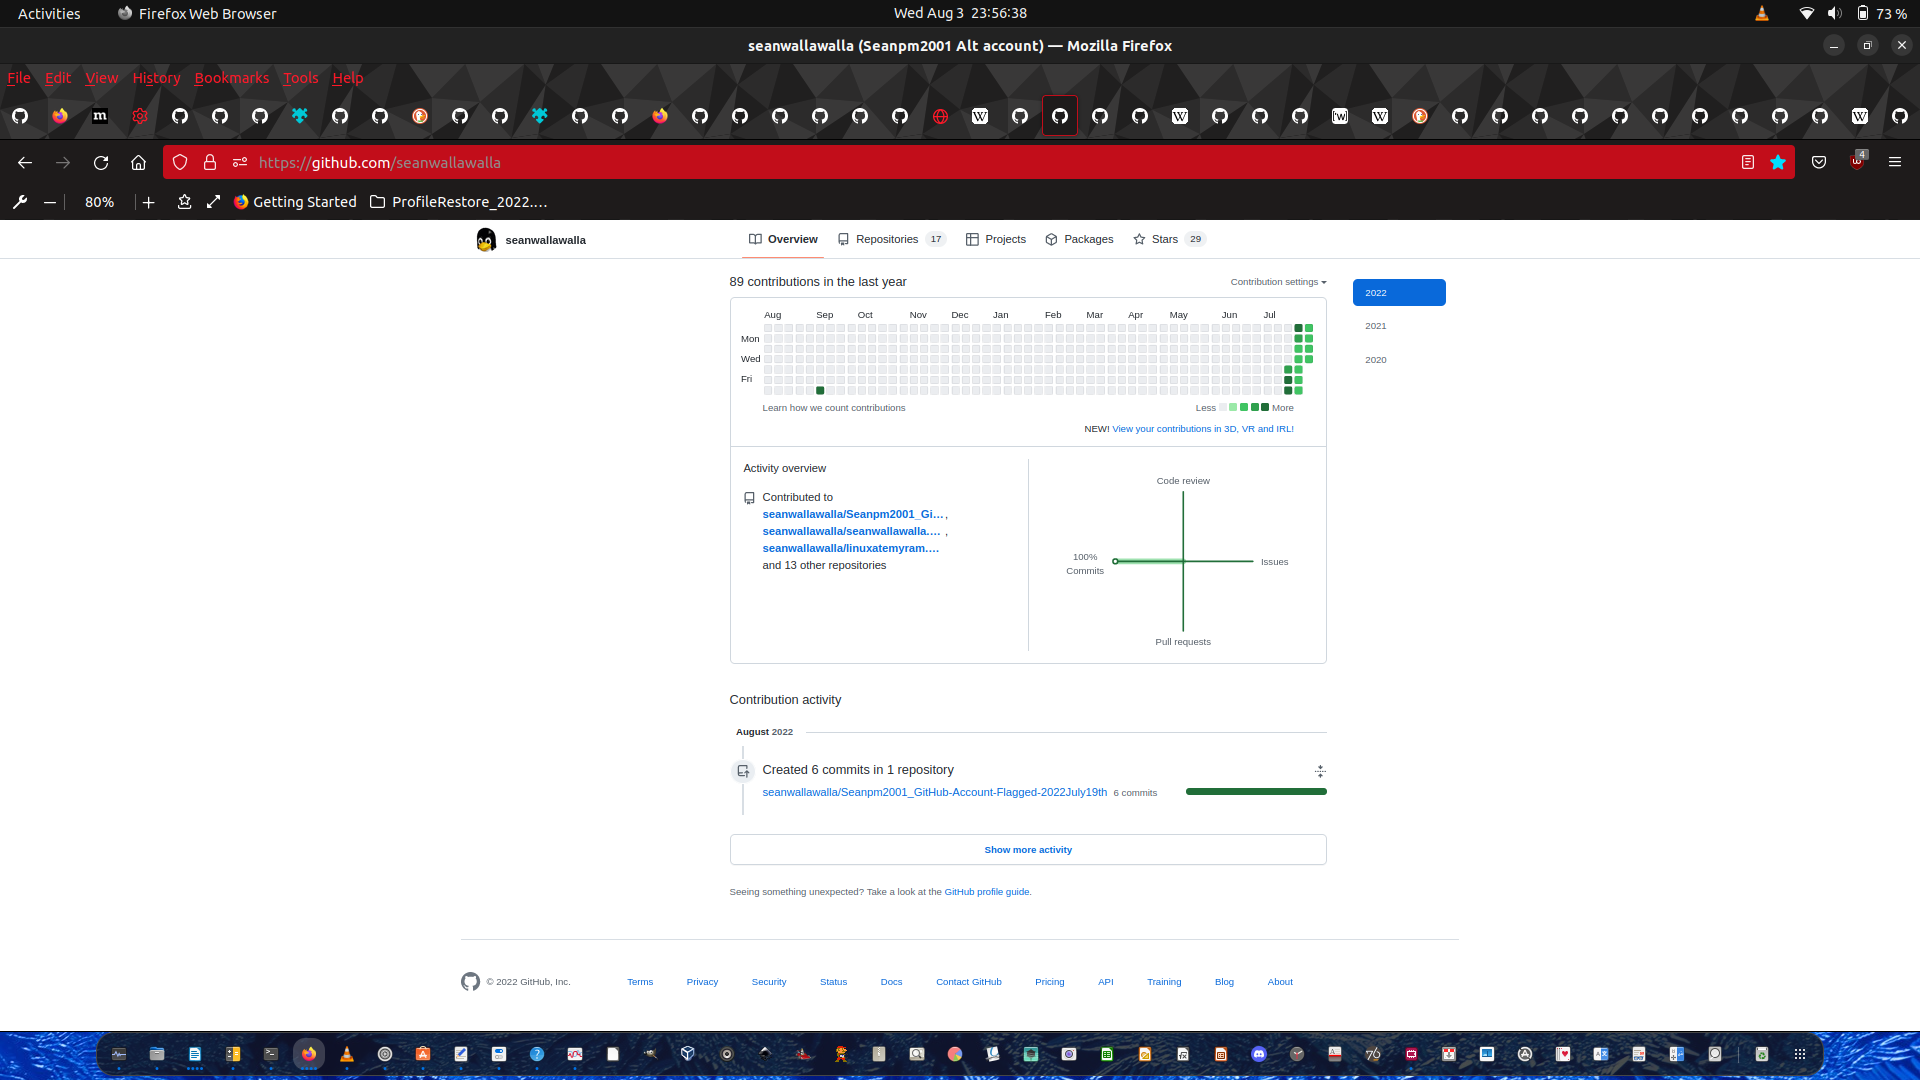 Activities Firefox Web Browser Wed Aug 3 23:56:38 73 %
seanwallawalla (Seanpm2001 Alt account) — Mozilla Firefox
File Edit View History Bookmarks Tools Help
https://github.com/seanwallawalla 4
80% Getting Started ProfileRestore_2022.…
seanwallawalla Overview Repositories 17 Projects Packages Stars 29
89 contributions in the last year Contribution settings
2022
2021
2020
Aug Sep Oct Nov Dec Jan Feb Mar Apr May Jun Jul
Mon
Wed
Fri
Learn how we count contributions Less More
NEW! View your contributions in 3D, VR and IRL!
Activity overview
Contributed to
seanwallawalla/Seanpm2001_Gi… ,
seanwallawalla/seanwallawalla.… ,
seanwallawalla/linuxatemyram.…
and 13 other repositories
Code review
100%
Commits
Issues
Pull requests
Contribution activity
August 2022
Created 6 commits in 1 repository
seanwallawalla/Seanpm2001_GitHub-Account-Flagged-2022July19th 6 commits
Show more activity
Seeing something unexpected? Take a look at the GitHub profile guide.
© 2022 GitHub, Inc. Terms Privacy Security Status Docs Contact GitHub Pricing API Training Blog About